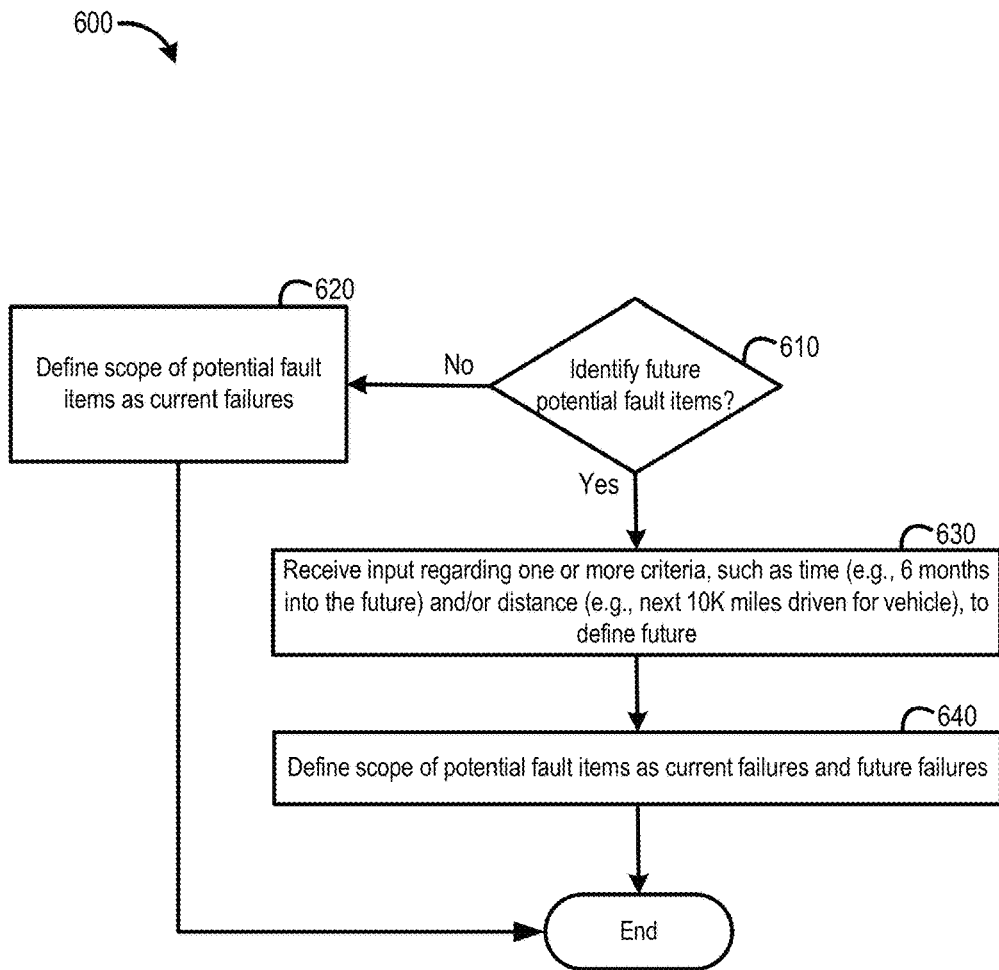 600
620
Define scope of potential fault
items as current failures
No
610
Identify future
potential fault items?
Yes
630
Receive input regarding one or more criteria, such as time (e.g., 6 months
into the future) and/or distance (e.g., next 10K miles driven for vehicle), to
define future
640
Define scope of potential fault items as current failures and future failures
End